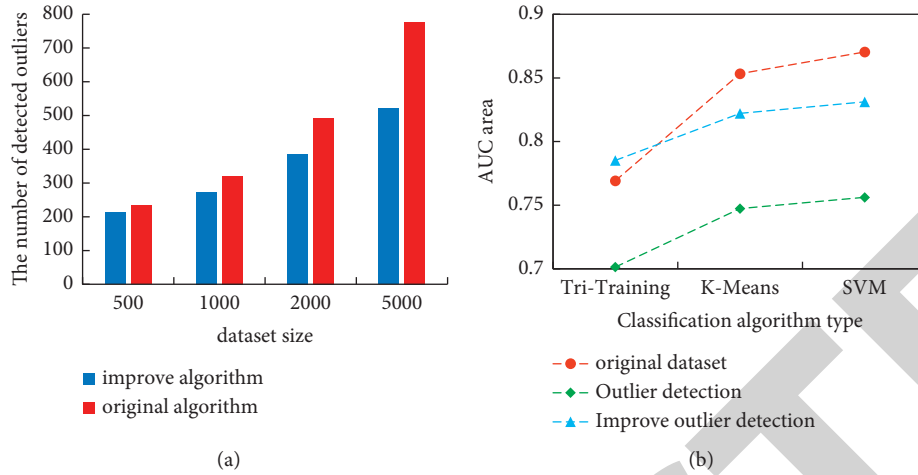 The number of detected outliers
800
700
600
500
400
300
200
100
0
500 1000 2000 5000
dataset size
improve algorithm
original algorithm
(a)
AUC area
0.85
0.8
0.75
0.7
Tri-Training K-Means SVM
Classification algorithm type
original dataset
Outlier detection
Improve outlier detection
(b)